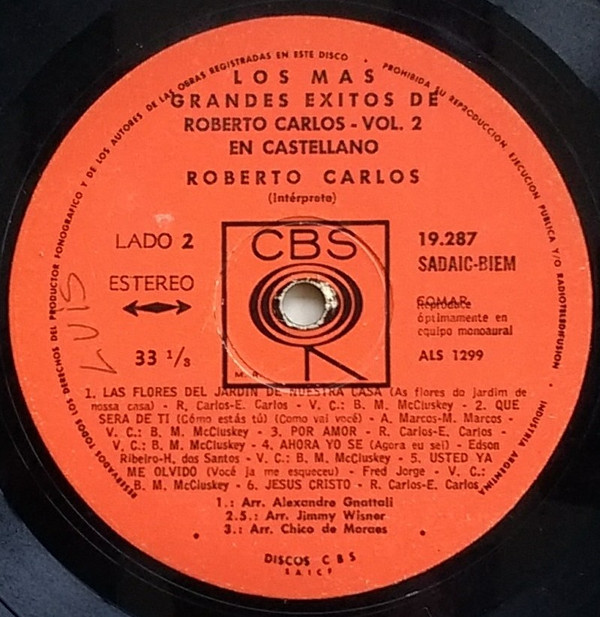 RESERVADOS TODOS LOS DERECHOS DEL PRODUCTOR FONOGRAFICO Y DE LOS AUTORES DE LAS OBRAS REGISTRADAS EN ESTE DISCO • PROHIBIDA SU REPRODUCCION, EJECUCION PUBLICA Y/O RADIOTELEDIFUSION • INDUSTRIA ARGENTINA
LOS MAS
GRANDES EXITOS DE
ROBERTO CARLOS - VOL. 2
EN CASTELLANO
ROBERTO CARLOS
(Intérprete)
LADO 2
ESTEREO
33 1/3
LUIS
CBS
M. R.
19.287
SADAIC-BIEM
COMAR
Reproduce
óptimamente en
equipo monoaural
ALS 1299
1. LAS FLORES DEL JARDIN DE NUESTRA CASA (As flores do jardim de
nossa casa) - R. Carlos-E. Carlos - V. C.: B. M. McCluskey - 2. QUE
SERA DE TI (Cómo estás tú) (Como vai você) - A. Marcos-M. Marcos -
V. C.: B. M. McCluskey - 3. POR AMOR - R. Carlos-E. Carlos -
V. C.: B. M. McCluskey - 4. AHORA YO SE (Agora eu sei) - Edson
Ribeiro-H. dos Santos - V. C.: B. M. McCluskey - 5. USTED YA
ME OLVIDO (Você ja me esqueceu) - Fred Jorge - V. C.:
B. M. McCluskey - 6. JESUS CRISTO - R. Carlos-E. Carlos
1.: Arr. Alexandre Gnattali
2.5.: Arr. Jimmy Wisner
3.: Arr. Chico de Moraes
DISCOS CBS
S.A.I.C.F.